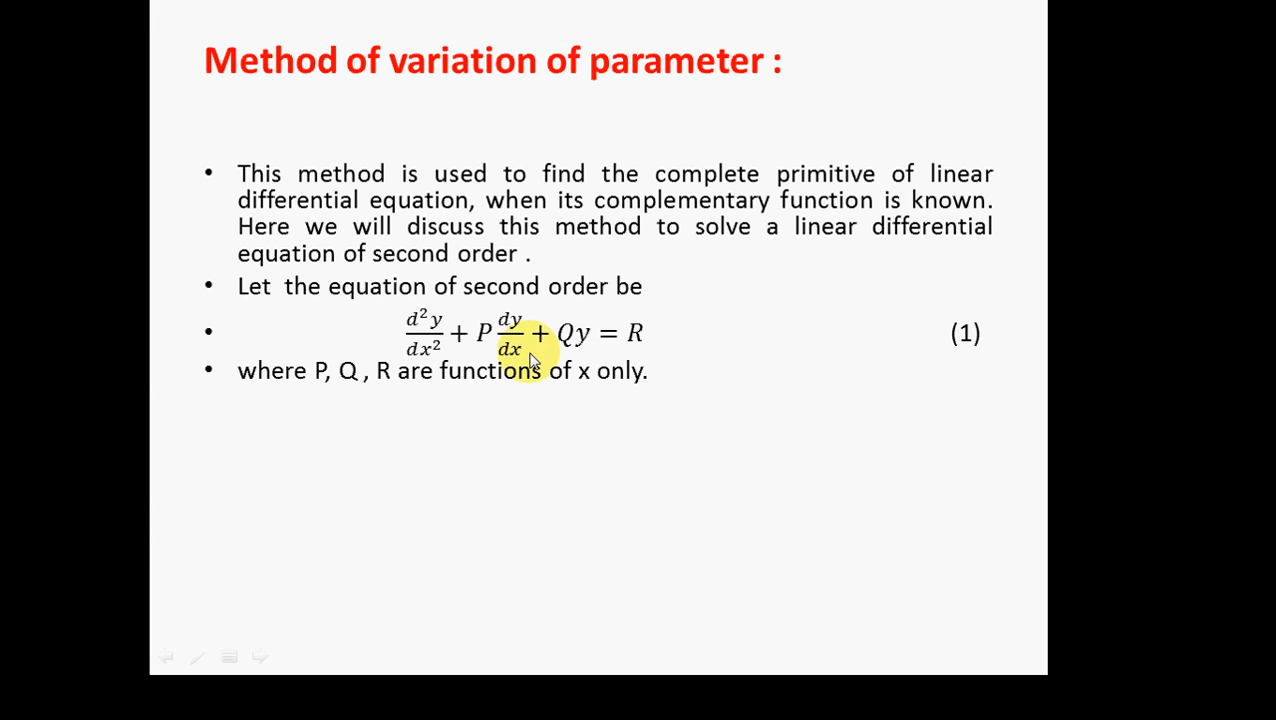 Method of variation of parameter :
• This method is used to find the complete primitive of linear
differential equation, when its complementary function is known.
Here we will discuss this method to solve a linear differential
equation of second order .
• Let the equation of second order be
• d²y/dx² + P dy/dx + Qy = R (1)
• where P, Q , R are functions of x only.